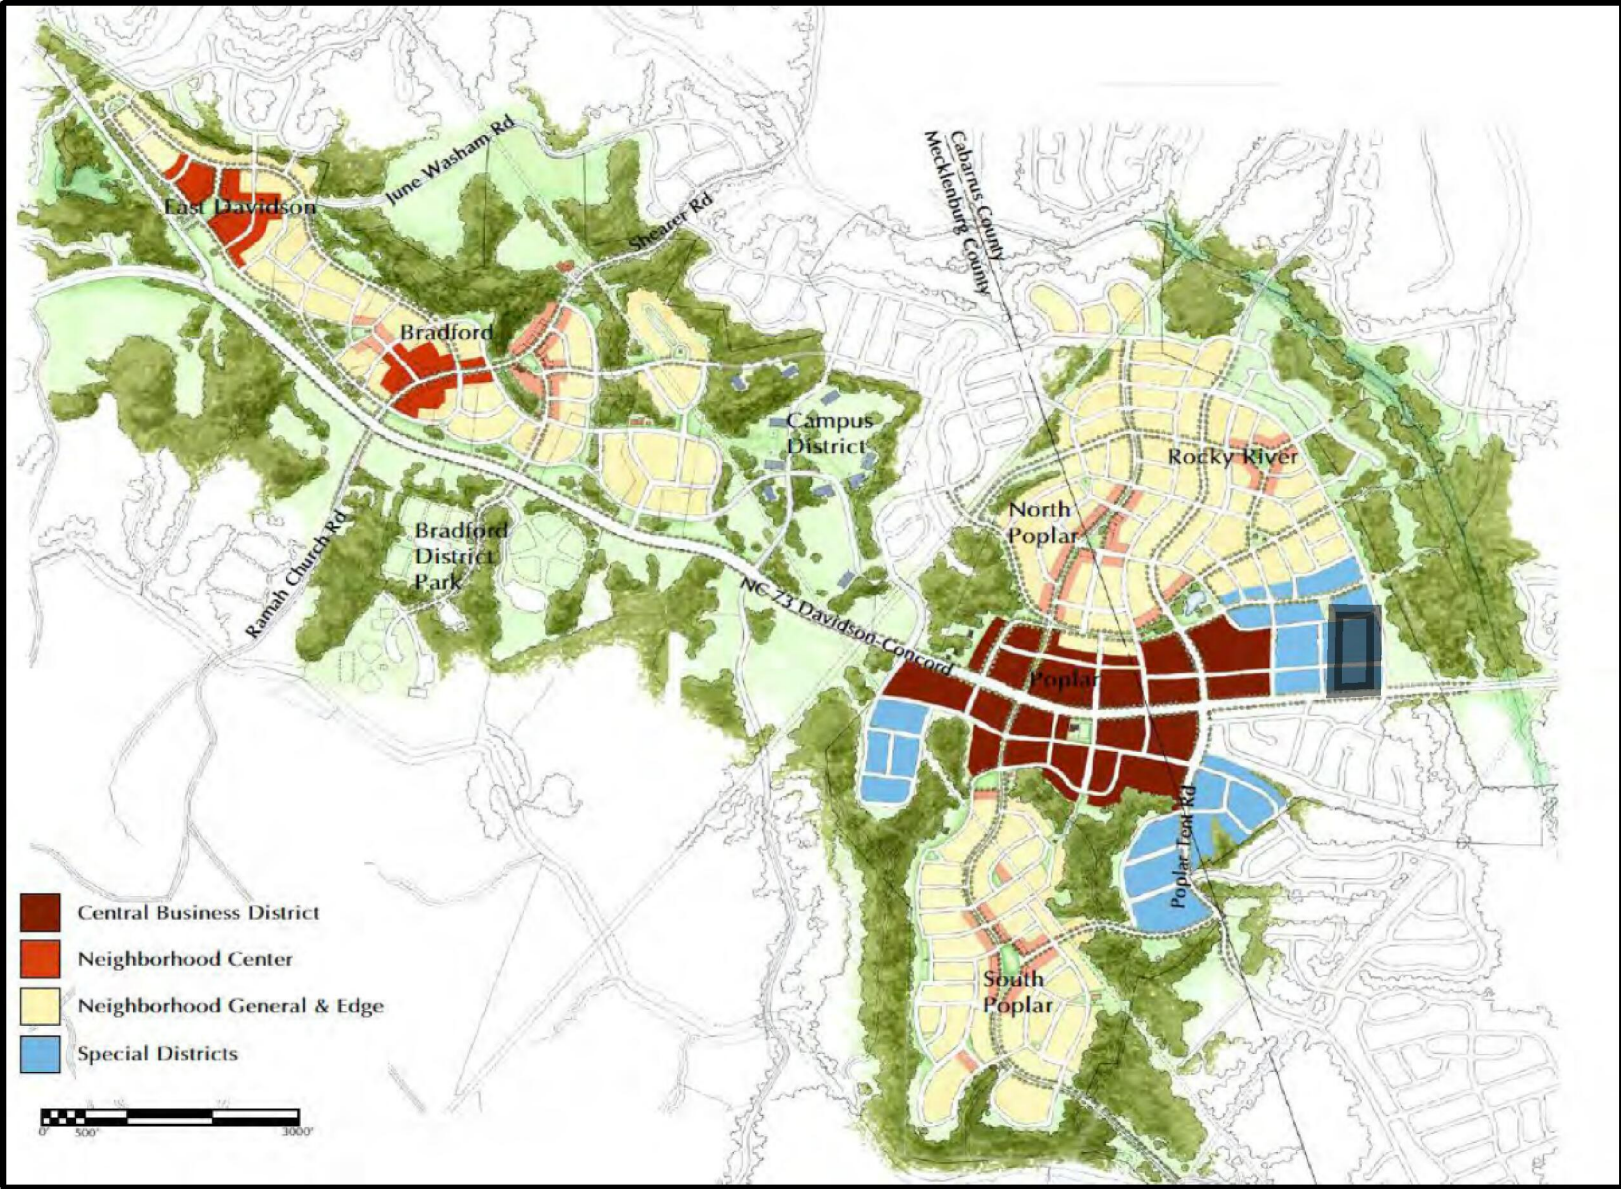 June Washam Rd
East Davidson
Shearer Rd
Cabarrus County
Mecklenburg County
Bradford
Campus
District
Rocky River
North
Poplar
Bradford
District
Park
Ramah Church Rd
NC 73 Davidson-Concord
Poplar
Poplar Tent Rd
South
Poplar
Central Business District
Neighborhood Center
Neighborhood General & Edge
Special Districts
0' 500' 3000'